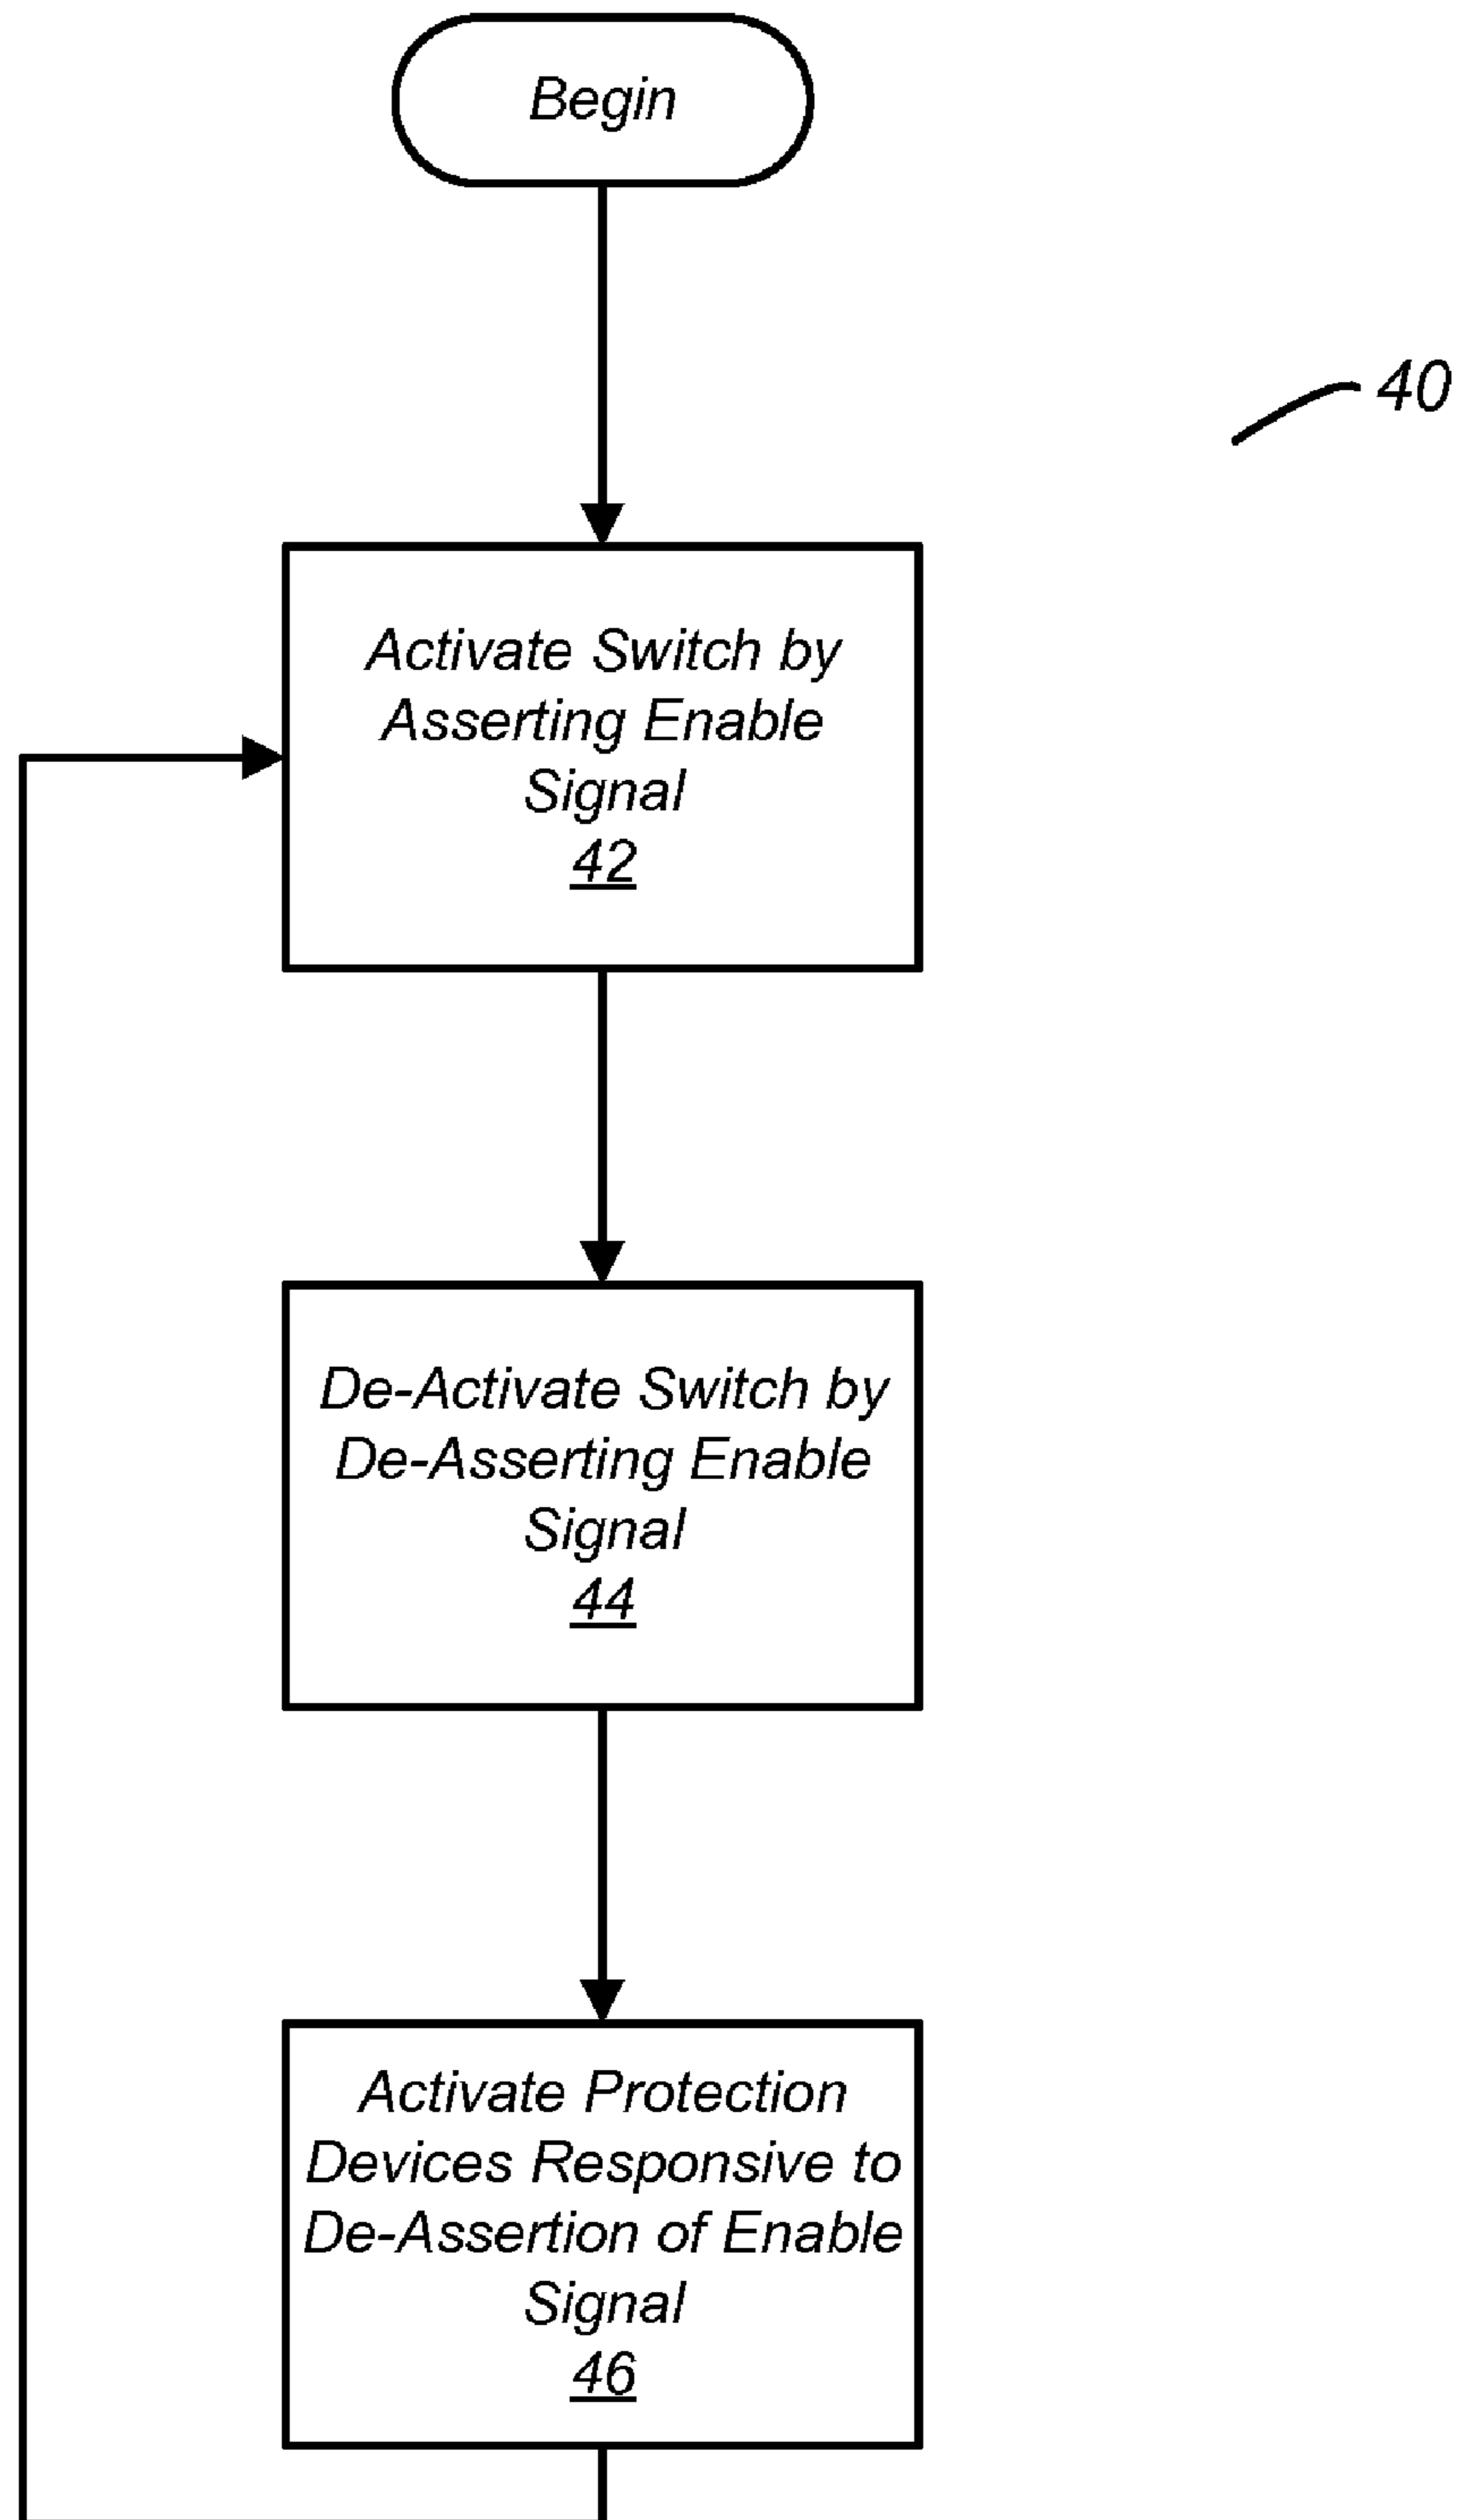 Begin
40
Activate Switch by
Asserting Enable
Signal
42
De-Activate Switch by
De-Asserting Enable
Signal
44
Activate Protection
Devices Responsive to
De-Assertion of Enable
Signal
46